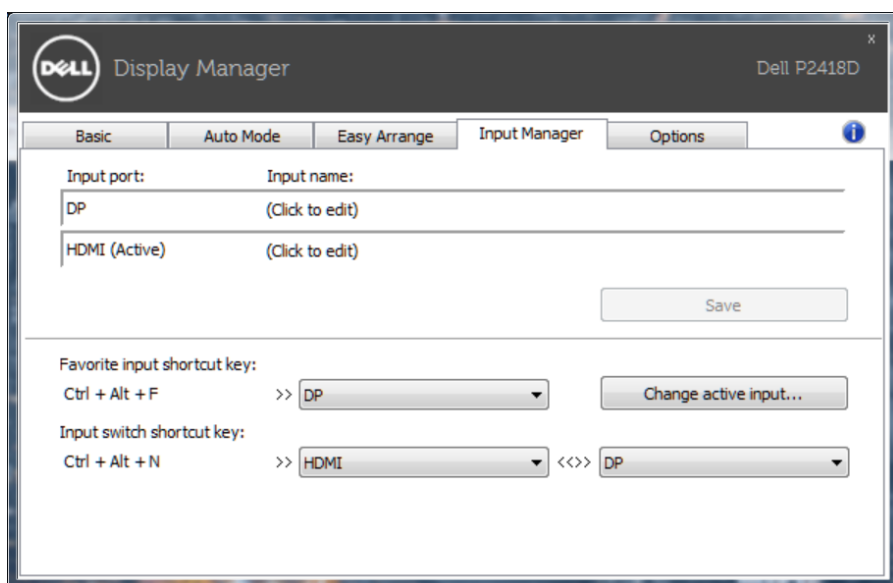 x
DELL Display Manager Dell P2418D
Basic Auto Mode Easy Arrange Input Manager Options i
Input port: Input name:
DP (Click to edit)
HDMI (Active) (Click to edit)
Save
Favorite input shortcut key:
Ctrl + Alt + F >> DP Change active input...
Input switch shortcut key:
Ctrl + Alt + N >> HDMI <<>> DP